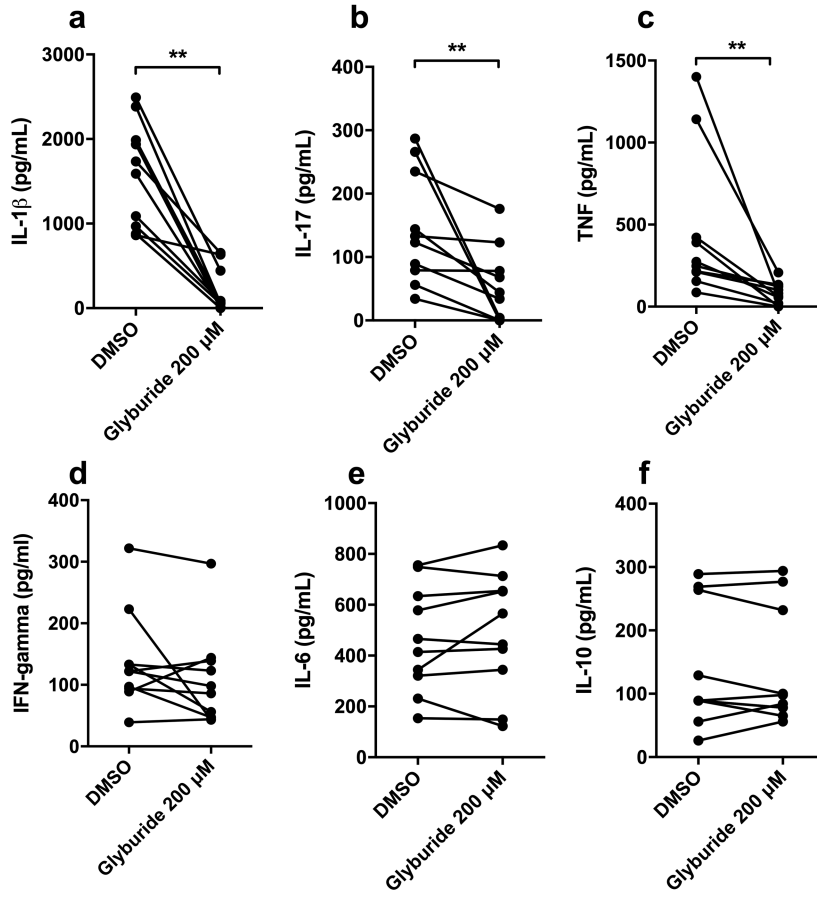 a
b
c
**
**
**
3000
2000
1000
0
IL-1β (pg/mL)
DMSO
Glyburide 200 µM
400
300
200
100
0
IL-17 (pg/mL)
DMSO
Glyburide 200 µM
1500
1000
500
0
TNF (pg/mL)
DMSO
Glyburide 200 µM
d
e
f
400
300
200
100
0
IFN-gamma (pg/ml)
DMSO
Glyburide 200 µM
1000
800
600
400
200
0
IL-6 (pg/mL)
DMSO
Glyburide 200 µM
400
300
200
100
0
IL-10 (pg/mL)
DMSO
Glyburide 200 µM